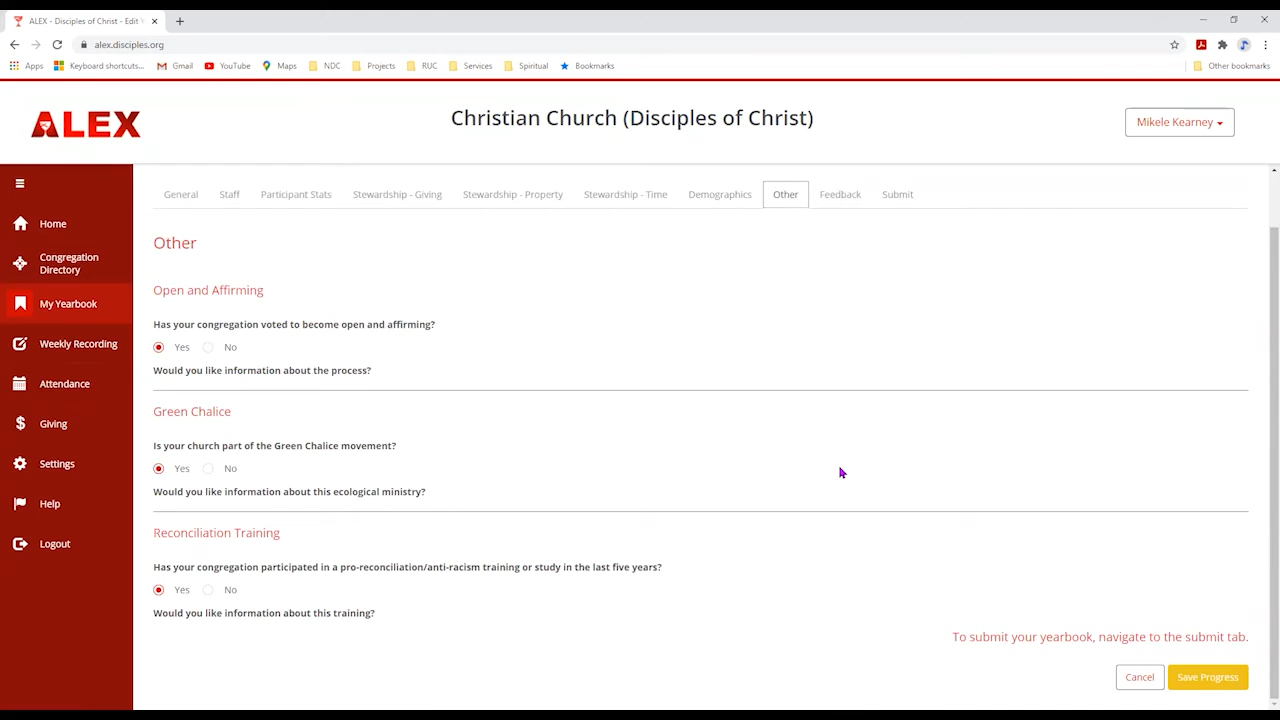 ALEX - Disciples of Christ - Edit
alex.disciples.org
Apps Keyboard shortcuts... Gmail YouTube Maps NDC Projects RUC Services Spiritual Bookmarks Other bookmarks
ALEX
Christian Church (Disciples of Christ)
Mikele Kearney
General Staff Participant Stats Stewardship - Giving Stewardship - Property Stewardship - Time Demographics Other Feedback Submit
Home
Congregation
Directory
My Yearbook
Weekly Recording
Attendance
Giving
Settings
Help
Logout
Other
Open and Affirming
Has your congregation voted to become open and affirming?
Yes No
Would you like information about the process?
Green Chalice
Is your church part of the Green Chalice movement?
Yes No
Would you like information about this ecological ministry?
Reconciliation Training
Has your congregation participated in a pro-reconciliation/anti-racism training or study in the last five years?
Yes No
Would you like information about this training?
To submit your yearbook, navigate to the submit tab.
Cancel Save Progress